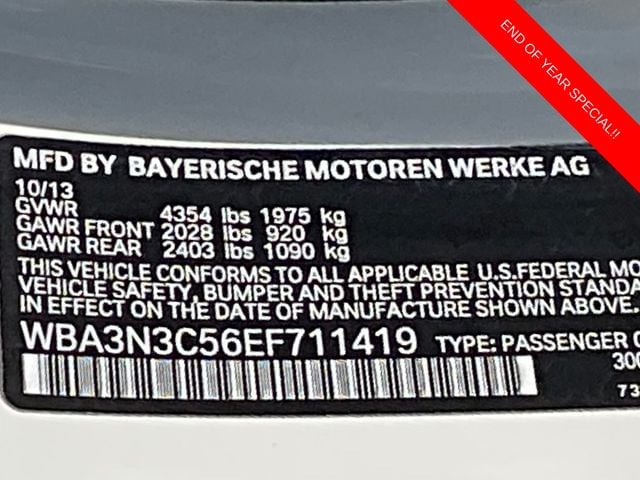 END OF YEAR SPECIAL!!
MFD BY BAYERISCHE MOTOREN WERKE AG
10/13
GVWR 4354 lbs 1975 kg
GAWR FRONT 2028 lbs 920 kg
GAWR REAR 2403 lbs 1090 kg
THIS VEHICLE CONFORMS TO ALL APPLICABLE U.S.FEDERAL MO
VEHICLE SAFETY, BUMPER AND THEFT PREVENTION STANDA
IN EFFECT ON THE DATE OF MANUFACTURE SHOWN ABOVE.
WBA3N3C56EF711419 TYPE: PASSENGER C
300
73